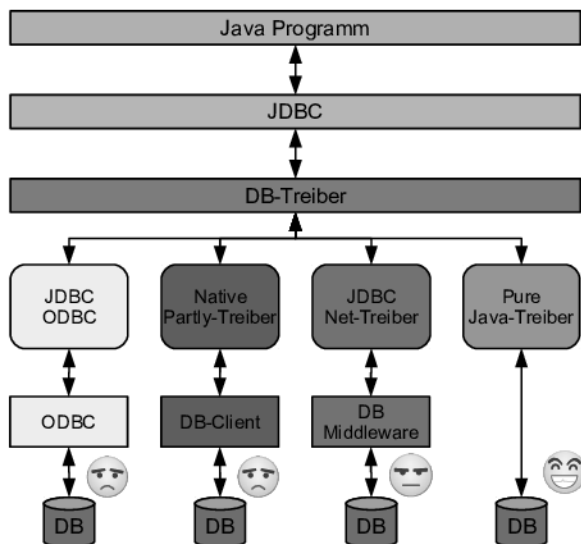 Java Programm
JDBC
DB-Treiber
JDBC
ODBC
Native
Partly-Treiber
JDBC
Net-Treiber
Pure
Java-Treiber
ODBC
DB-Client
DB
Middleware
DB
DB
DB
DB